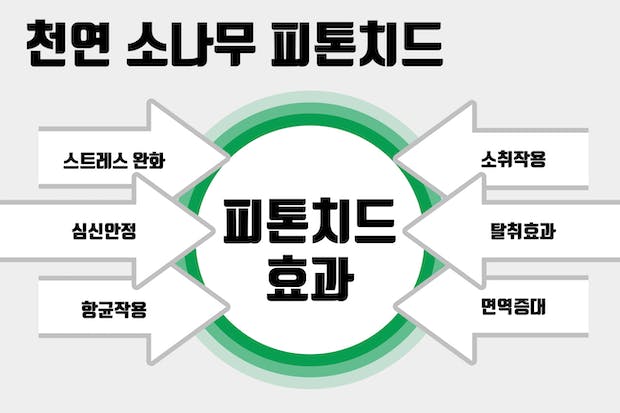 천연 소나무 피톤치드
스트레스 완화
심신안정
항균작용
피톤치드
효과
소취작용
탈취효과
면역증대